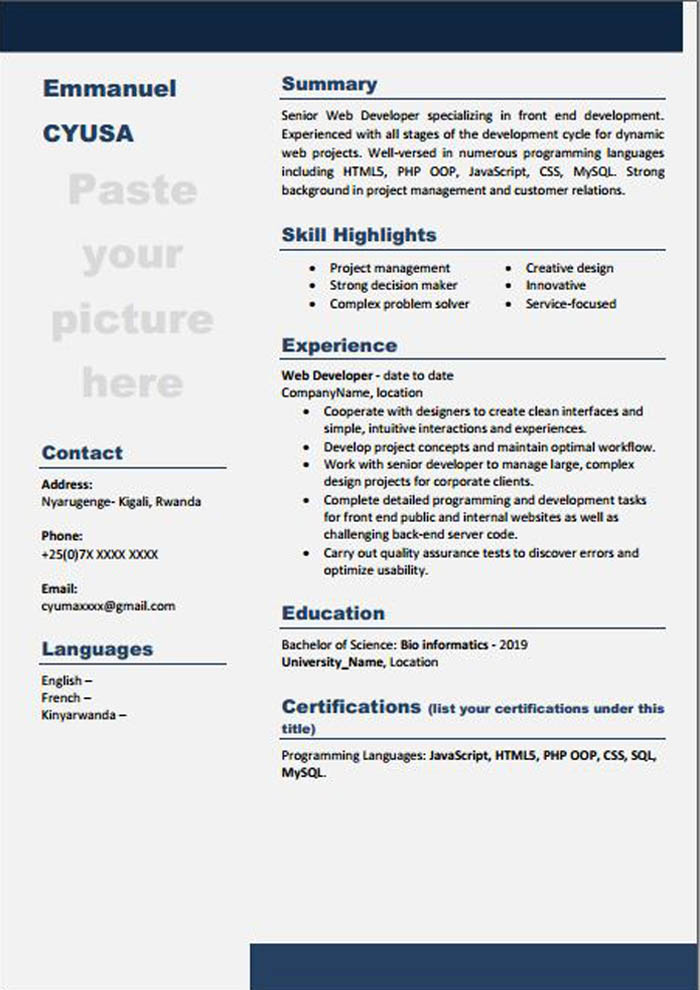 Emmanuel
CYUSA
Paste
your
picture
here
Contact
Address:
Nyarugenge- Kigali, Rwanda
Phone:
+25(0)7X XXXX XXXX
Email:
cyumaxxxx@gmail.com
Languages
English –
French –
Kinyarwanda –
Summary
Senior Web Developer specializing in front end development.
Experienced with all stages of the development cycle for dynamic
web projects. Well-versed in numerous programming languages
including HTML5, PHP OOP, JavaScript, CSS, MySQL. Strong
background in project management and customer relations.
Skill Highlights
• Project management
• Strong decision maker
• Complex problem solver
• Creative design
• Innovative
• Service-focused
Experience
Web Developer - date to date
CompanyName, location
• Cooperate with designers to create clean interfaces and
simple, intuitive interactions and experiences.
• Develop project concepts and maintain optimal workflow.
• Work with senior developer to manage large, complex
design projects for corporate clients.
• Complete detailed programming and development tasks
for front end public and internal websites as well as
challenging back-end server code.
• Carry out quality assurance tests to discover errors and
optimize usability.
Education
Bachelor of Science: Bio informatics - 2019
University_Name, Location
Certifications (list your certifications under this
title)
Programming Languages: JavaScript, HTML5, PHP OOP, CSS, SQL,
MySQL.